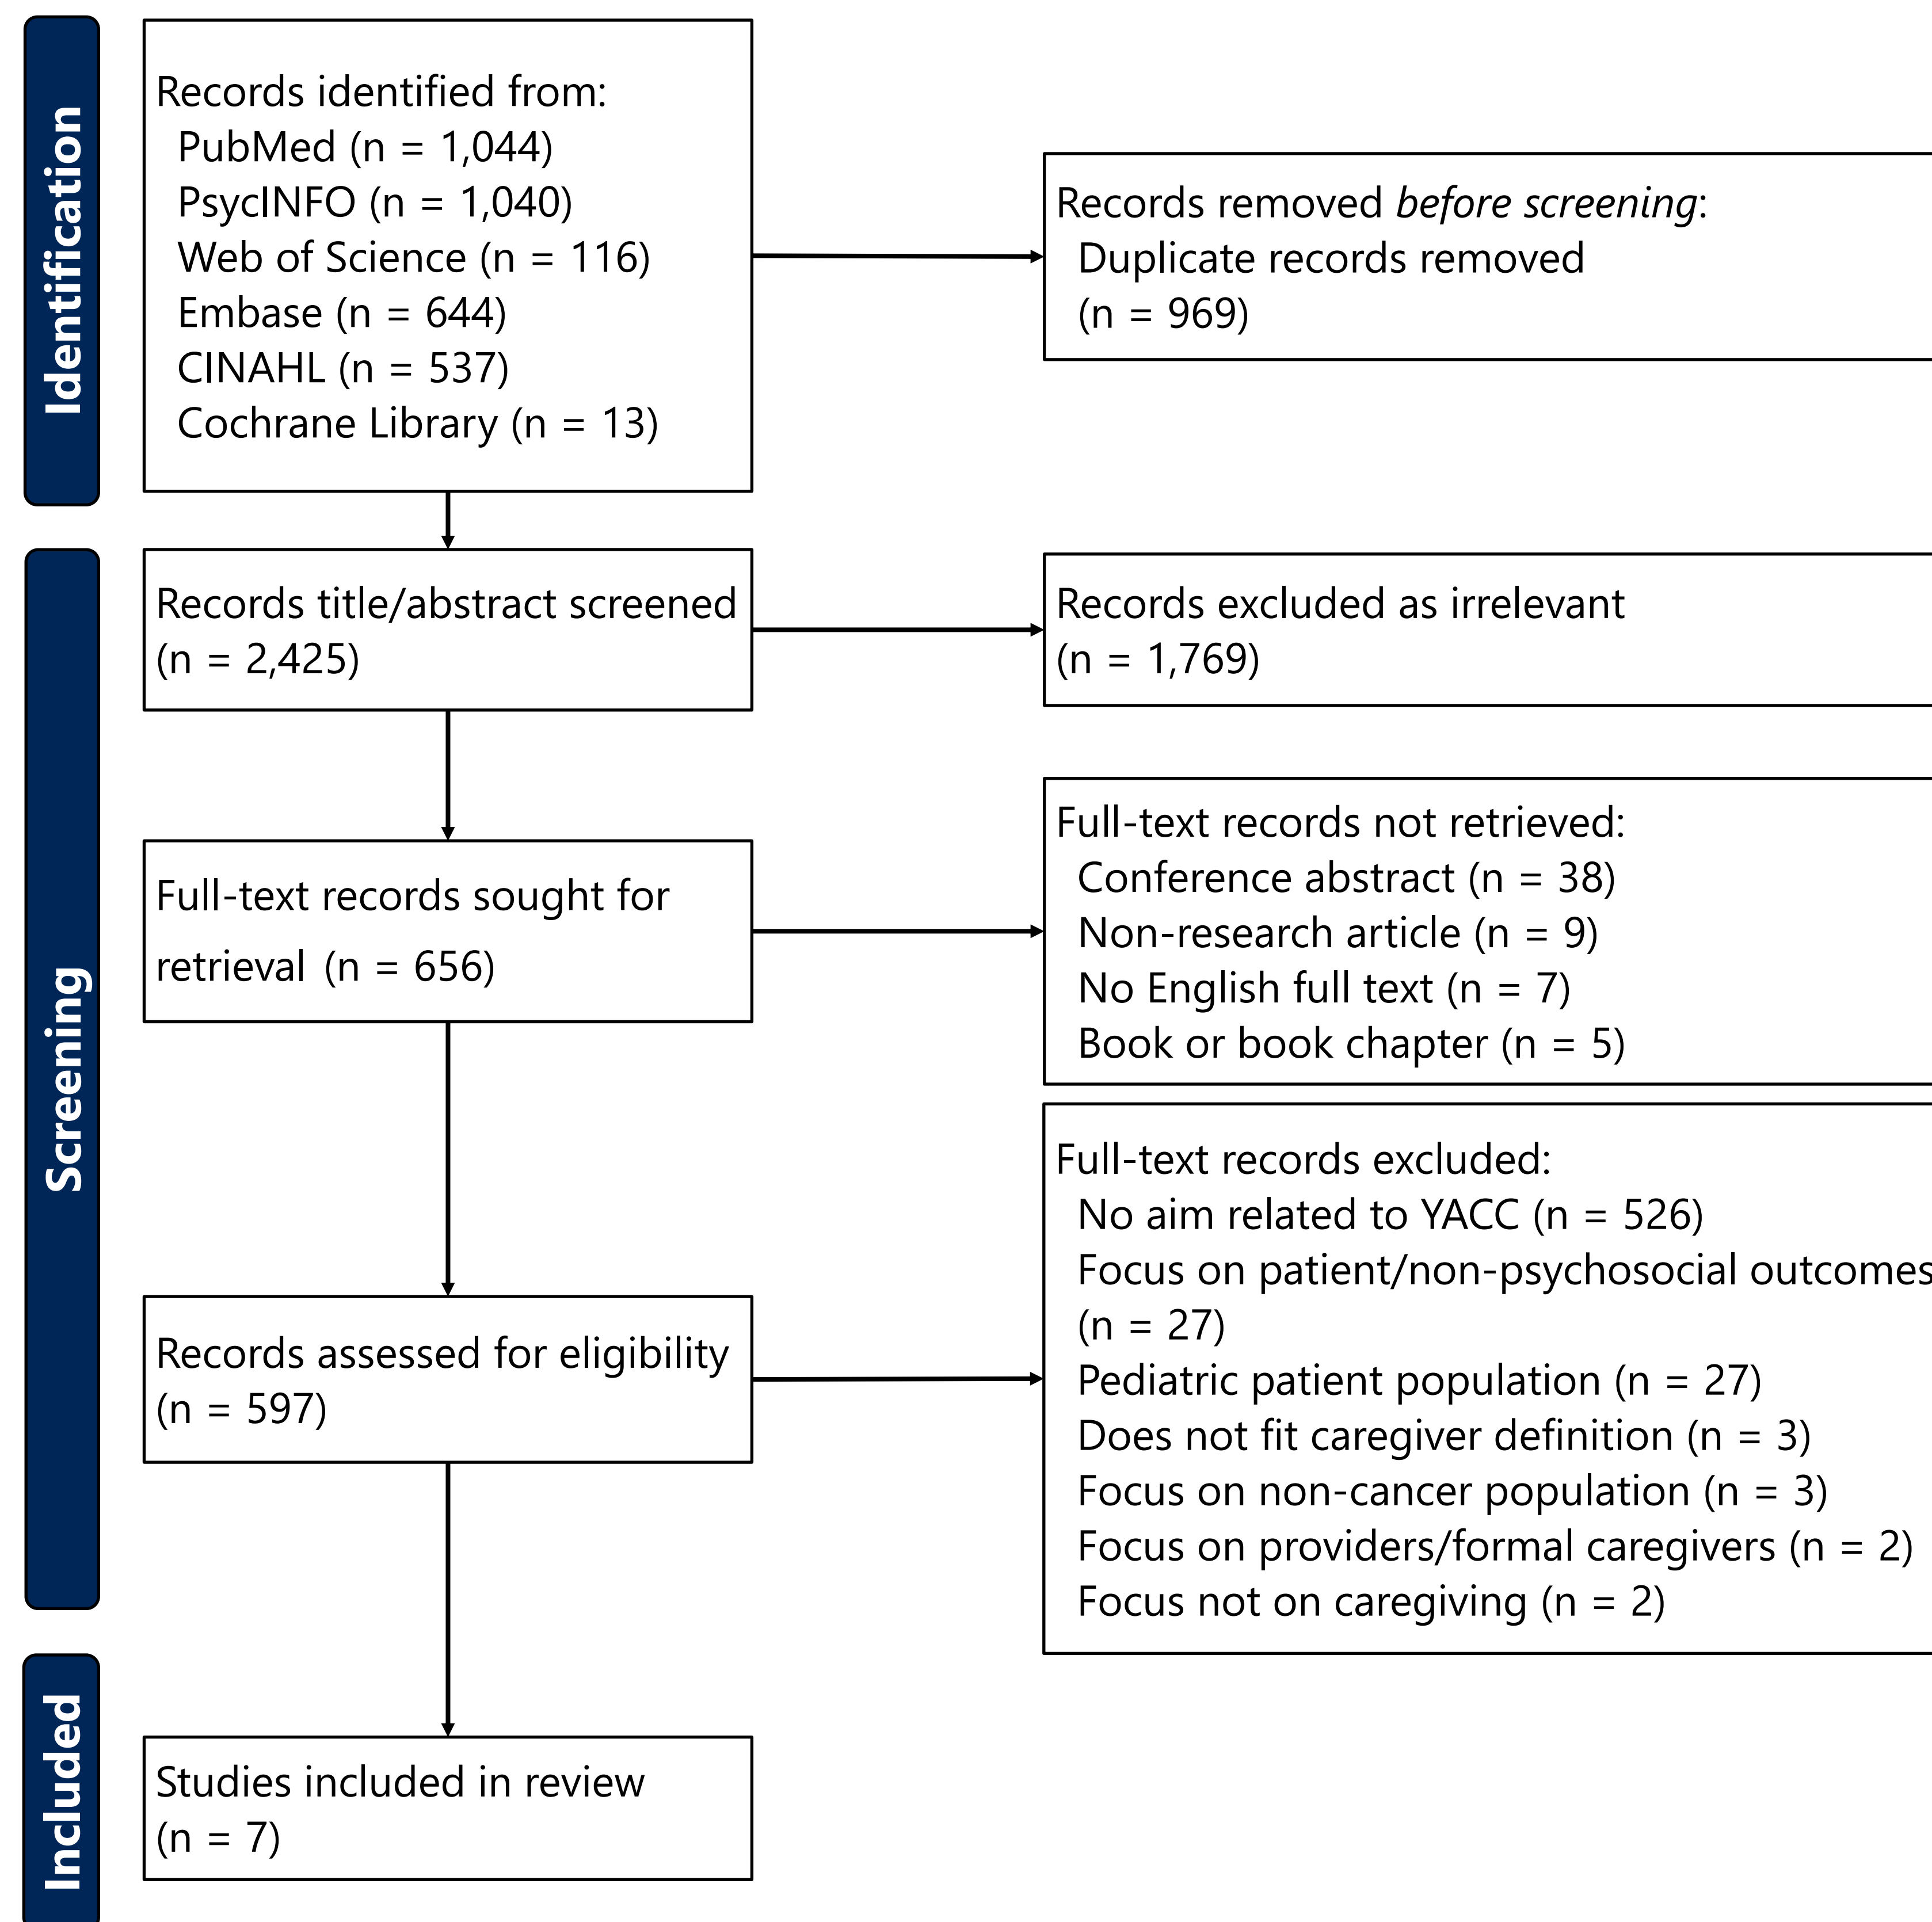 Identification
Records identified from:
PubMed (n = 1,044)
PsycINFO (n = 1,040)
Web of Science (n = 116)
Embase (n = 644)
CINAHL (n = 537)
Cochrane Library (n = 13)
Records removed before screening:
Duplicate records removed
(n = 969)
Screening
Records title/abstract screened
(n = 2,425)
Records excluded as irrelevant
(n = 1,769)
Full-text records sought for
retrieval (n = 656)
Full-text records not retrieved:
Conference abstract (n = 38)
Non-research article (n = 9)
No English full text (n = 7)
Book or book chapter (n = 5)
Records assessed for eligibility
(n = 597)
Full-text records excluded:
No aim related to YACC (n = 526)
Focus on patient/non-psychosocial outcomes
(n = 27)
Pediatric patient population (n = 27)
Does not fit caregiver definition (n = 3)
Focus on non-cancer population (n = 3)
Focus on providers/formal caregivers (n = 2)
Focus not on caregiving (n = 2)
Included
Studies included in review
(n = 7)